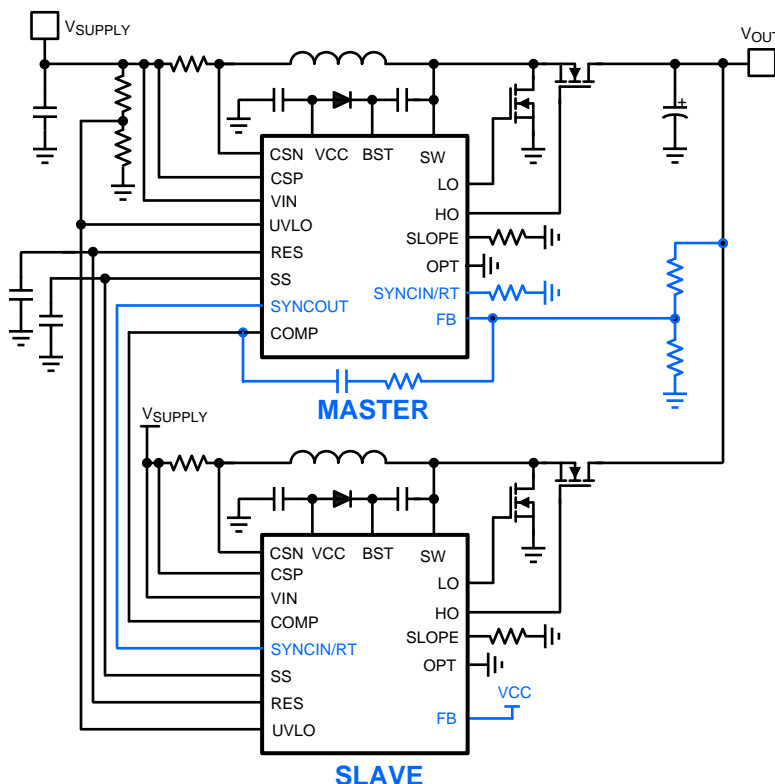 VSUPPLY
VOUT
CSN
VCC
BST
SW
CSP
VIN
UVLO
RES
SS
SYNCOUT
COMP
LO
HO
SLOPE
OPT
SYNCIN/RT
FB
+
MASTER
VSUPPLY
CSN
VCC
BST
SW
CSP
VIN
COMP
SYNCIN/RT
SS
RES
UVLO
LO
HO
SLOPE
OPT
FB
VCC
SLAVE